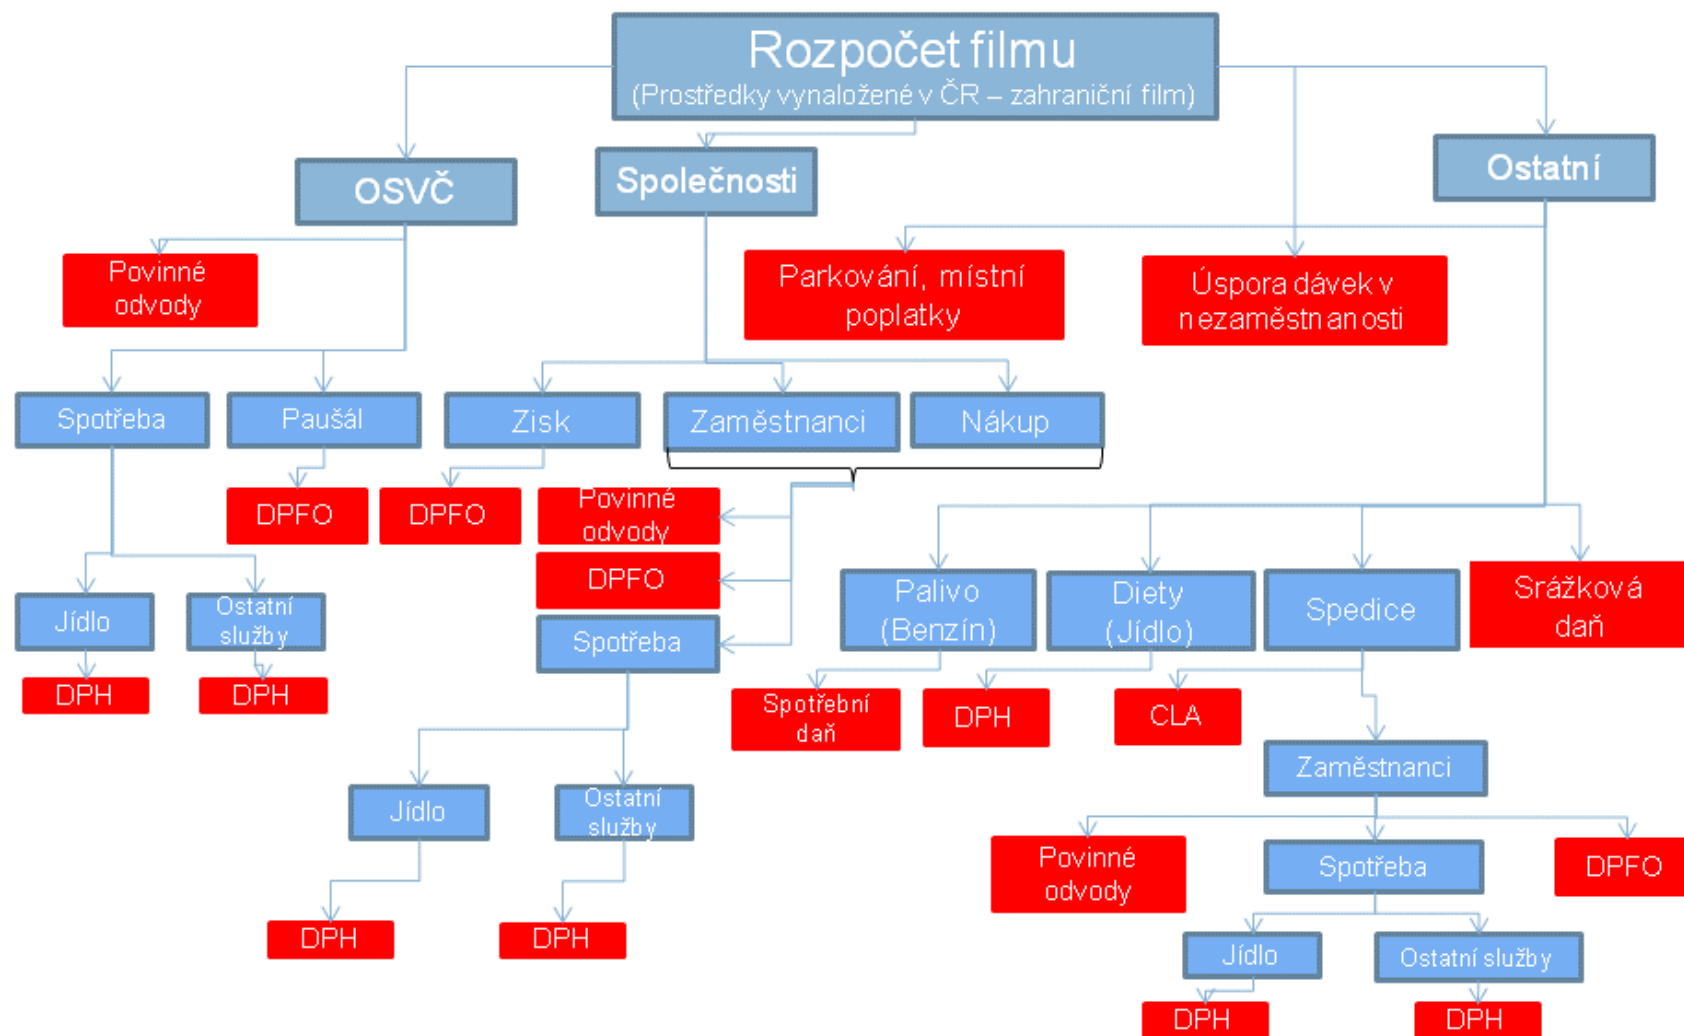 Rozpočet filmu
(Prostředky vynaložené v ČR – zahraniční film)
OSVČ
Společnosti
Ostatní
Povinné
odvody
Parkování, místní
poplatky
Úspora dávek v
nezaměstnanosti
Spotřeba
Paušál
Zisk
Zaměstnanci
Nákup
DPFO
DPFO
Povinné
odvody
DPFO
Spotřeba
Jídlo
Ostatní
služby
DPH
DPH
Palivo
(Benzín)
Diety
(Jídlo)
Spedice
Srážková
daň
Spotřební
daň
DPH
CLA
Zaměstnanci
Jídlo
Ostatní
služby
DPH
DPH
Povinné
odvody
Spotřeba
DPFO
Jídlo
Ostatní služby
DPH
DPH